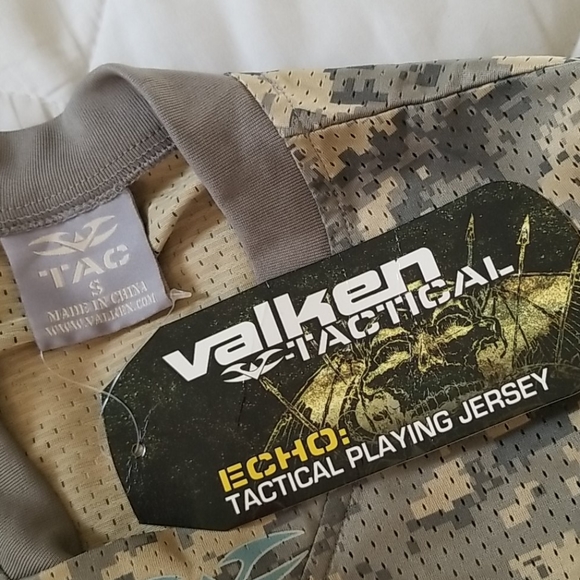 TAC
S
MADE IN CHINA
WWW.VALKEN.COM
valken
TACTICAL
ECHO:
TACTICAL PLAYING JERSEY